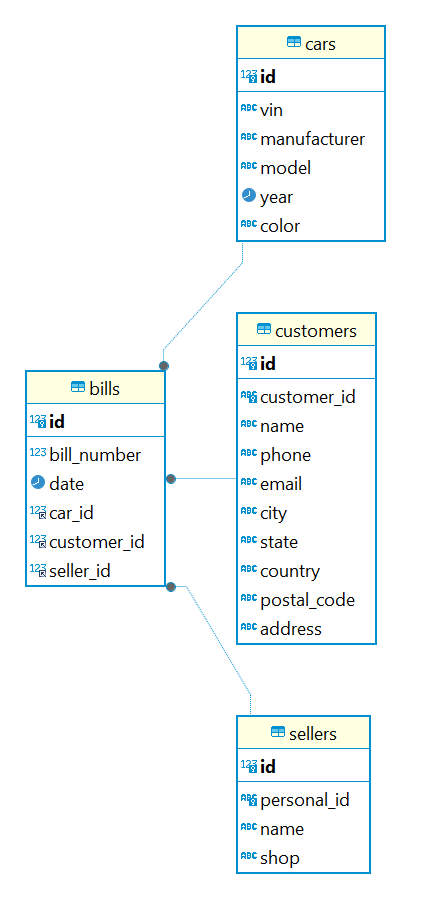 cars
123 id
ABC vin
ABC manufacturer
ABC model
year
ABC color
customers
123 id
ABC customer_id
ABC name
ABC phone
ABC email
ABC city
ABC state
ABC country
ABC postal_code
ABC address
bills
123 id
123 bill_number
date
123 car_id
123 customer_id
123 seller_id
sellers
123 id
ABC personal_id
ABC name
ABC shop